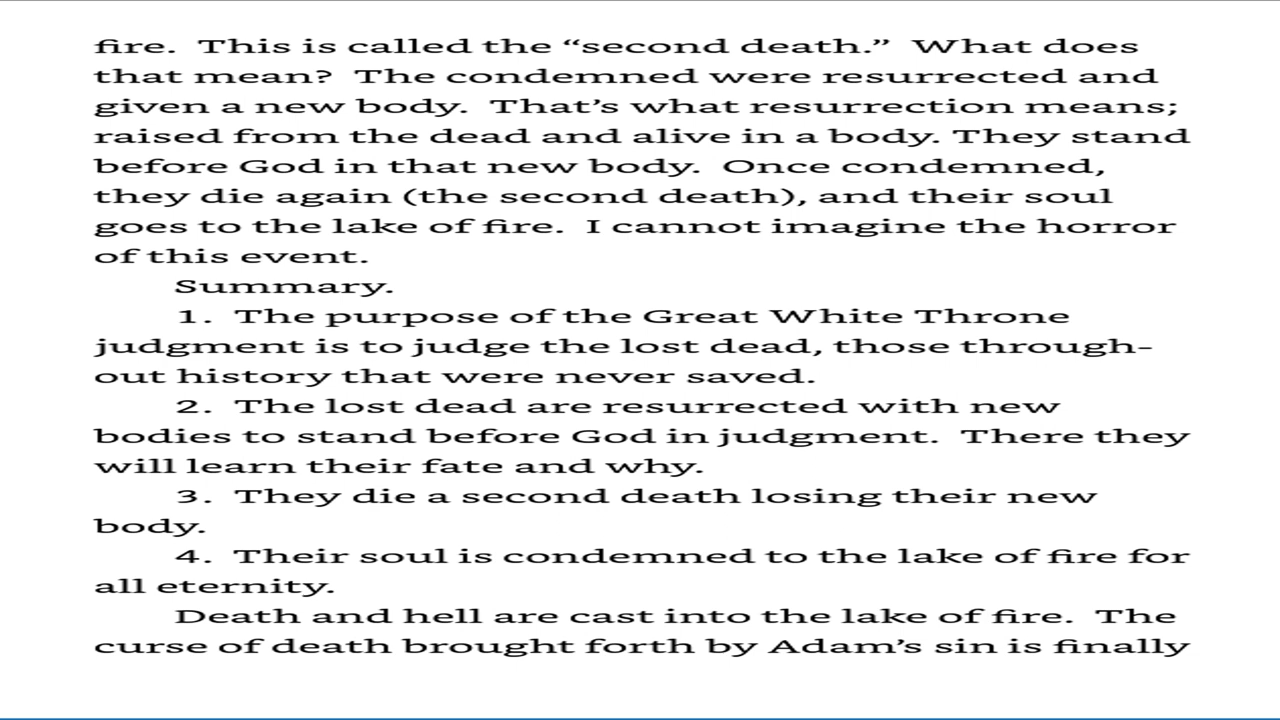 fire.  This is called the “second death.”  What does
that mean?  The condemned were resurrected and
given a new body.  That’s what resurrection means;
raised from the dead and alive in a body. They stand
before God in that new body.  Once condemned,
they die again (the second death), and their soul
goes to the lake of fire.  I cannot imagine the horror
of this event.
Summary.
1.  The purpose of the Great White Throne
judgment is to judge the lost dead, those through-
out history that were never saved.
2.  The lost dead are resurrected with new
bodies to stand before God in judgment.  There they
will learn their fate and why.
3.  They die a second death losing their new
body.
4.  Their soul is condemned to the lake of fire for
all eternity.
Death and hell are cast into the lake of fire.  The
curse of death brought forth by Adam’s sin is finally